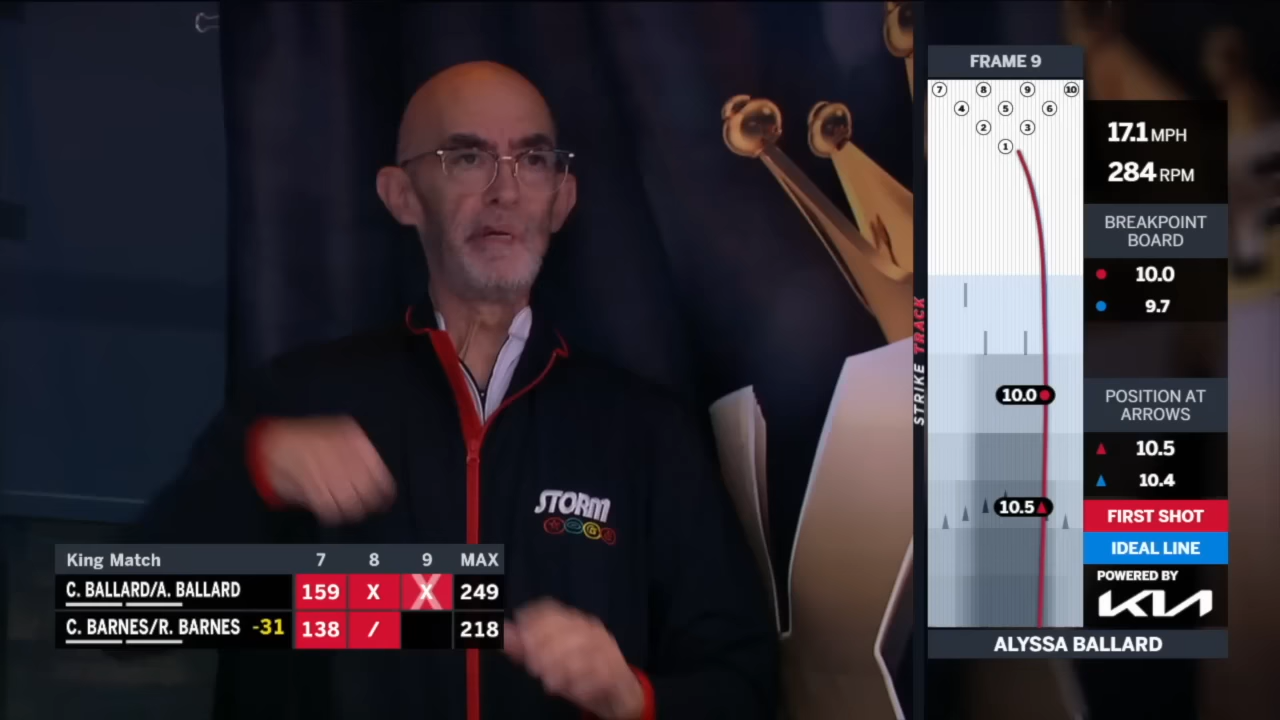 STORM
King Match 7 8 9 MAX
C. BALLARD/A. BALLARD 159 X X 249
C. BARNES/R. BARNES -31 138 / 218
STRIKE TRACK
FRAME 9
7 8 9 10
4 5 6
2 3
1
10.0
10.5
17.1 MPH
284 RPM
BREAKPOINT
BOARD
10.0
9.7
POSITION AT
ARROWS
10.5
10.4
FIRST SHOT
IDEAL LINE
POWERED BY
KIA
ALYSSA BALLARD